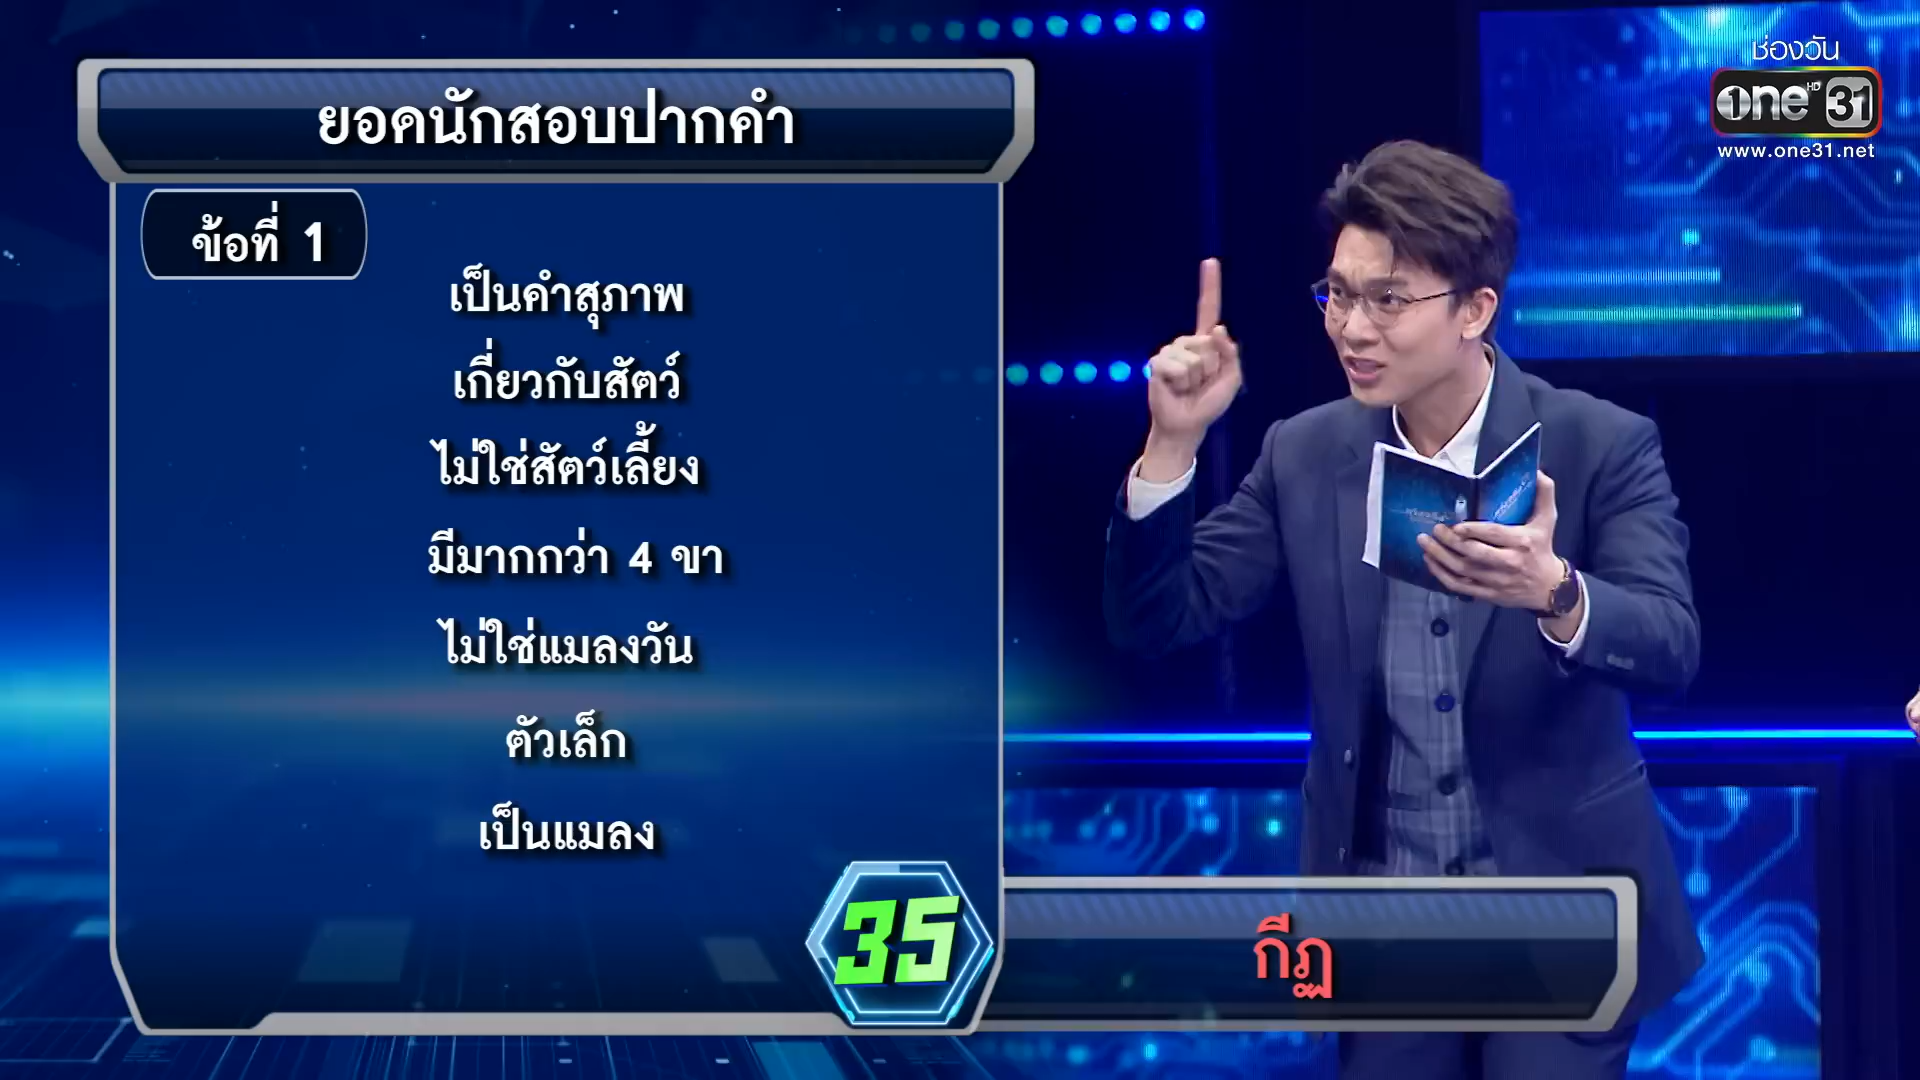 ยอดนักสอบปากคำ
ข้อที่ 1
เป็นคำสุภาพ
เกี่ยวกับสัตว์
ไม่ใช่สัตว์เลี้ยง
มีมากกว่า 4 ขา
ไม่ใช่แมลงวัน
ตัวเล็ก
เป็นแมลง
35
กีฏ
ช่องวัน
one HD 31
www.one31.net